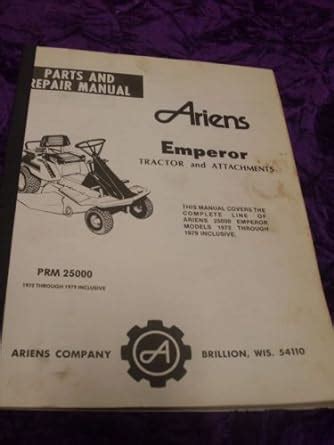 PARTS AND
REPAIR MANUAL
Ariens
Emperor
TRACTOR and ATTACHMENTS
THIS MANUAL COVERS THE
COMPLETE LINE OF
ARIENS 25000 EMPEROR
MODELS 1972 THROUGH
1979 INCLUSIVE.
PRM 25000
1972 THROUGH 1979 INCLUSIVE
ARIENS COMPANY
A
BRILLION, WIS. 54110